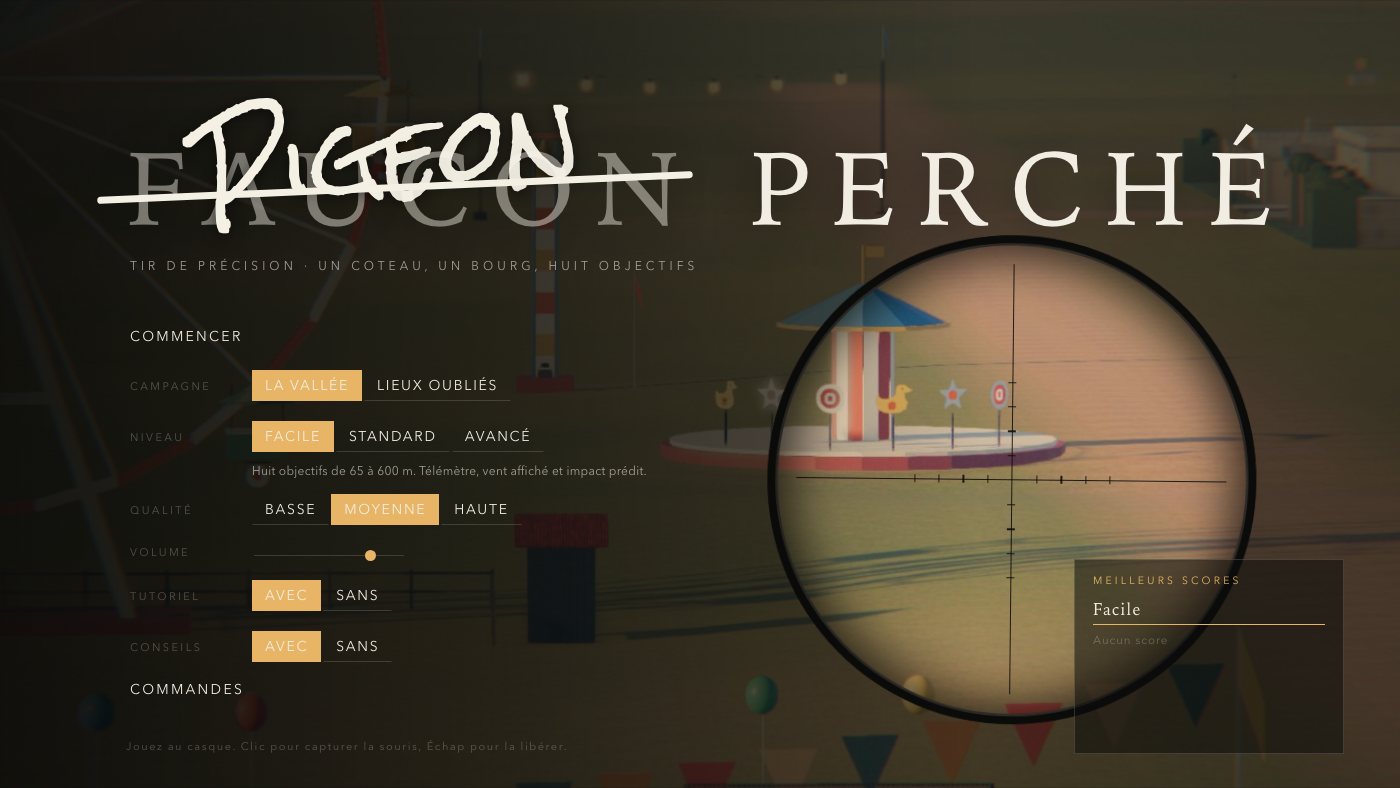 PIGEON
FAUCON PERCHÉ
TIR DE PRÉCISION · UN COTEAU, UN BOURG, HUIT OBJECTIFS
COMMENCER
CAMPAGNE LA VALLÉE LIEUX OUBLIÉS
NIVEAU FACILE STANDARD AVANCÉ
Huit objectifs de 65 à 600 m. Télémètre, vent affiché et impact prédit.
QUALITÉ BASSE MOYENNE HAUTE
VOLUME
TUTORIEL AVEC SANS
CONSEILS AVEC SANS
COMMANDES
Jouez au casque. Clic pour capturer la souris, Échap pour la libérer.
MEILLEURS SCORES
Facile
Aucun score